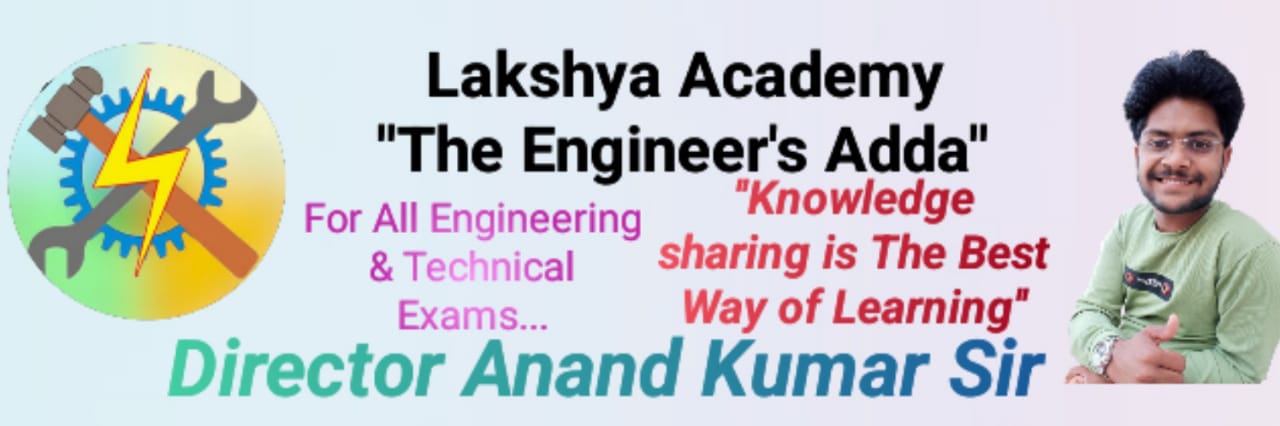 Lakshya Academy
"The Engineer's Adda"
For All Engineering
& Technical
Exams...
"Knowledge
sharing is The Best
Way of Learning"
Director Anand Kumar Sir